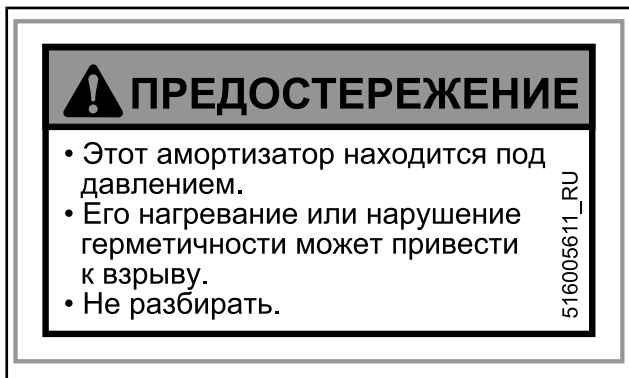 ПРЕДОСТЕРЕЖЕНИЕ
• Этот амортизатор находится под
давлением.
• Его нагревание или нарушение
герметичности может привести
к взрыву.
• Не разбирать.
516005611_RU